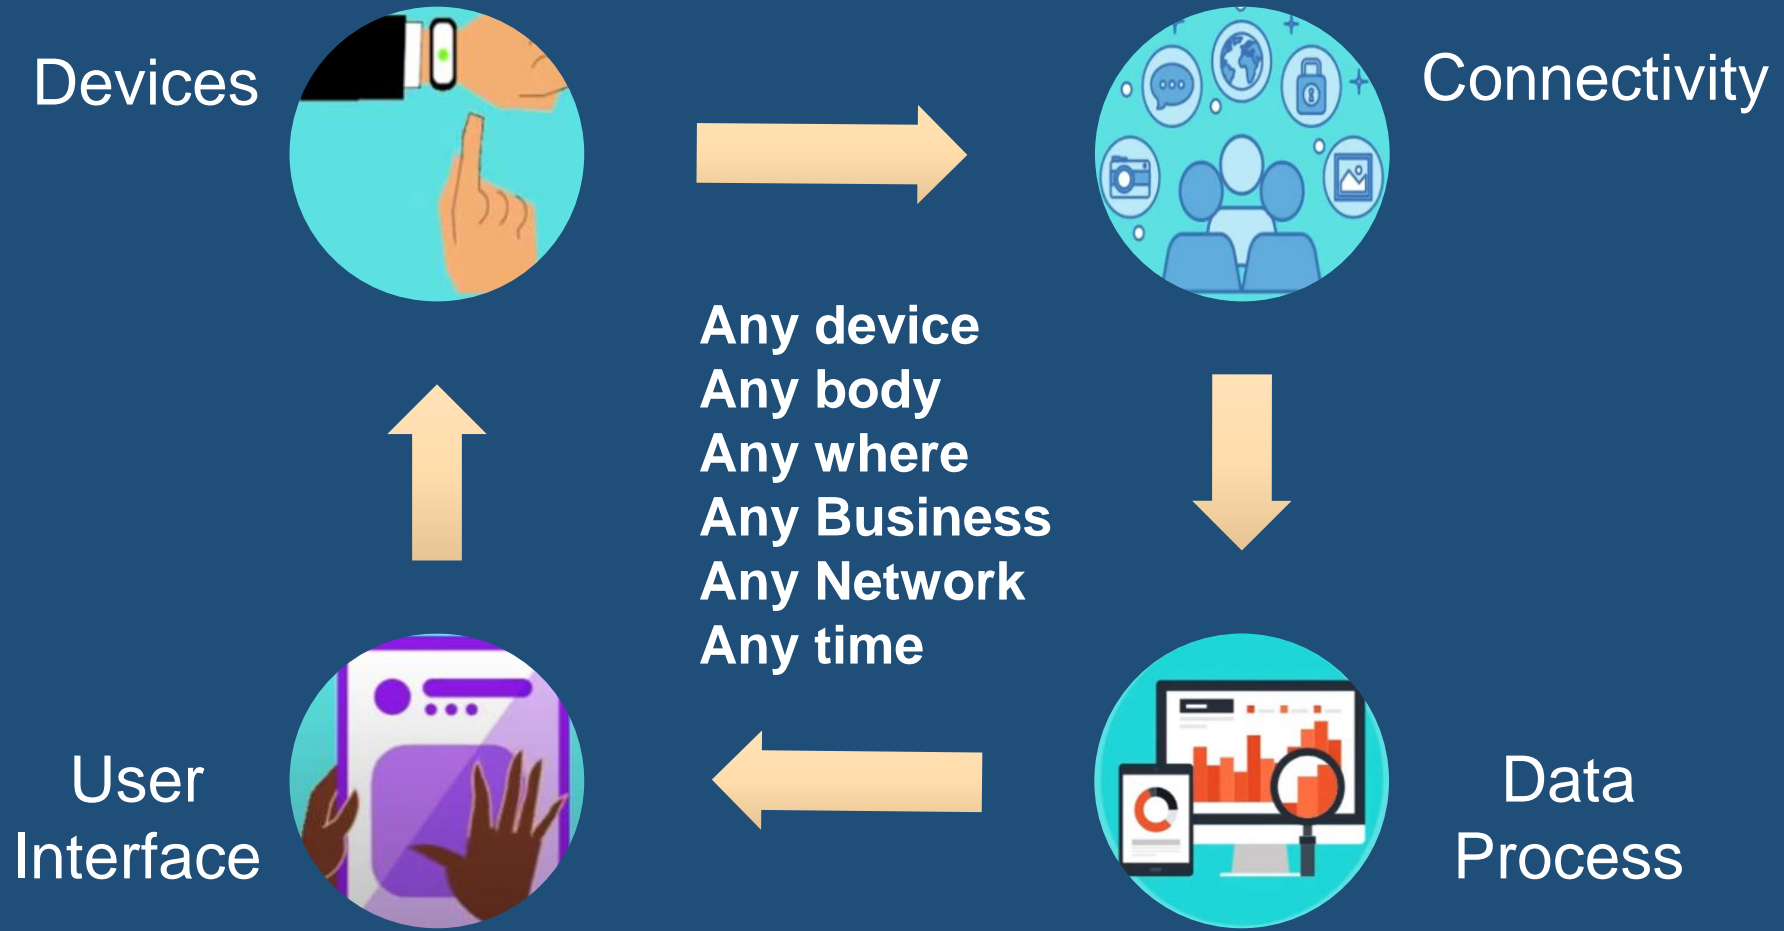 Devices
Connectivity
Any device
Any body
Any where
Any Business
Any Network
Any time
User
Interface
Data
Process